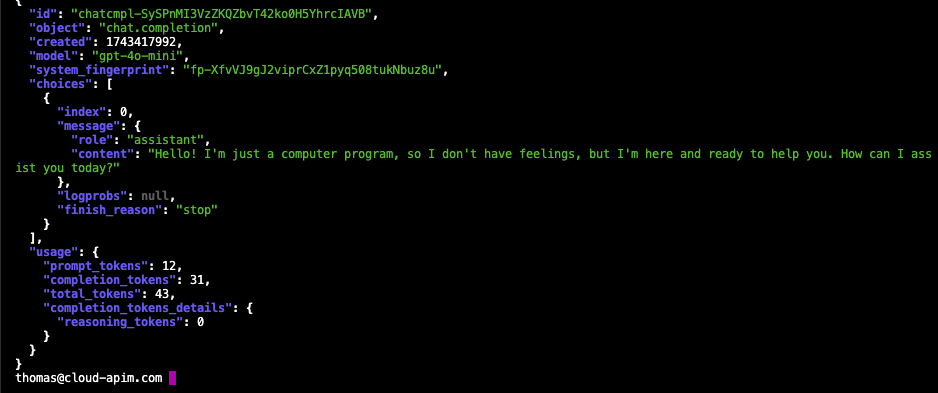 {
  "id": "chatcmpl-SySPnMI3VzZKQZbvT42ko0H5YhrcIAVB",
  "object": "chat.completion",
  "created": 1743417992,
  "model": "gpt-4o-mini",
  "system_fingerprint": "fp-XfvVJ9gJ2viprCxZ1pyq508tukNbuz8u",
  "choices": [
    {
      "index": 0,
      "message": {
        "role": "assistant",
        "content": "Hello! I'm just a computer program, so I don't have feelings, but I'm here and ready to help you. How can I ass
ist you today?"
      },
      "logprobs": null,
      "finish_reason": "stop"
    }
  ],
  "usage": {
    "prompt_tokens": 12,
    "completion_tokens": 31,
    "total_tokens": 43,
    "completion_tokens_details": {
      "reasoning_tokens": 0
    }
  }
}
thomas@cloud-apim.com